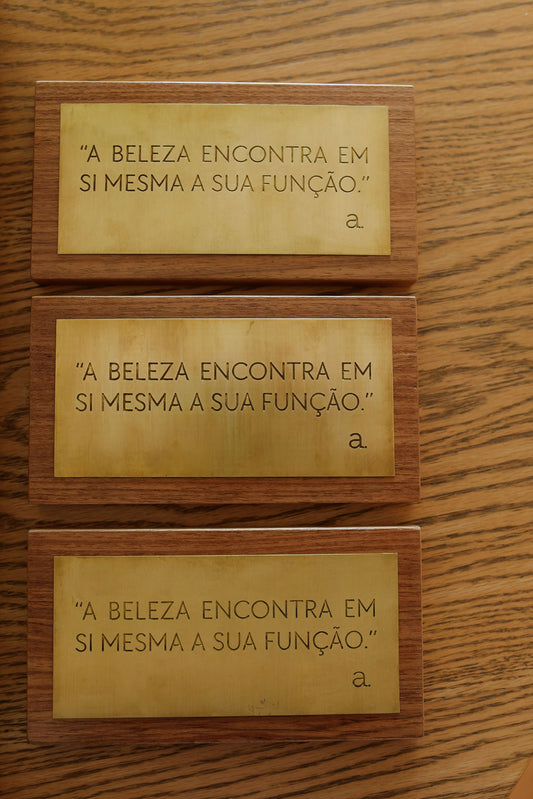 “A BELEZA ENCONTRA EM
SI MESMA A SUA FUNÇÃO.”
a.
“A BELEZA ENCONTRA EM
SI MESMA A SUA FUNÇÃO.”
a.
“A BELEZA ENCONTRA EM
SI MESMA A SUA FUNÇÃO.”
a.